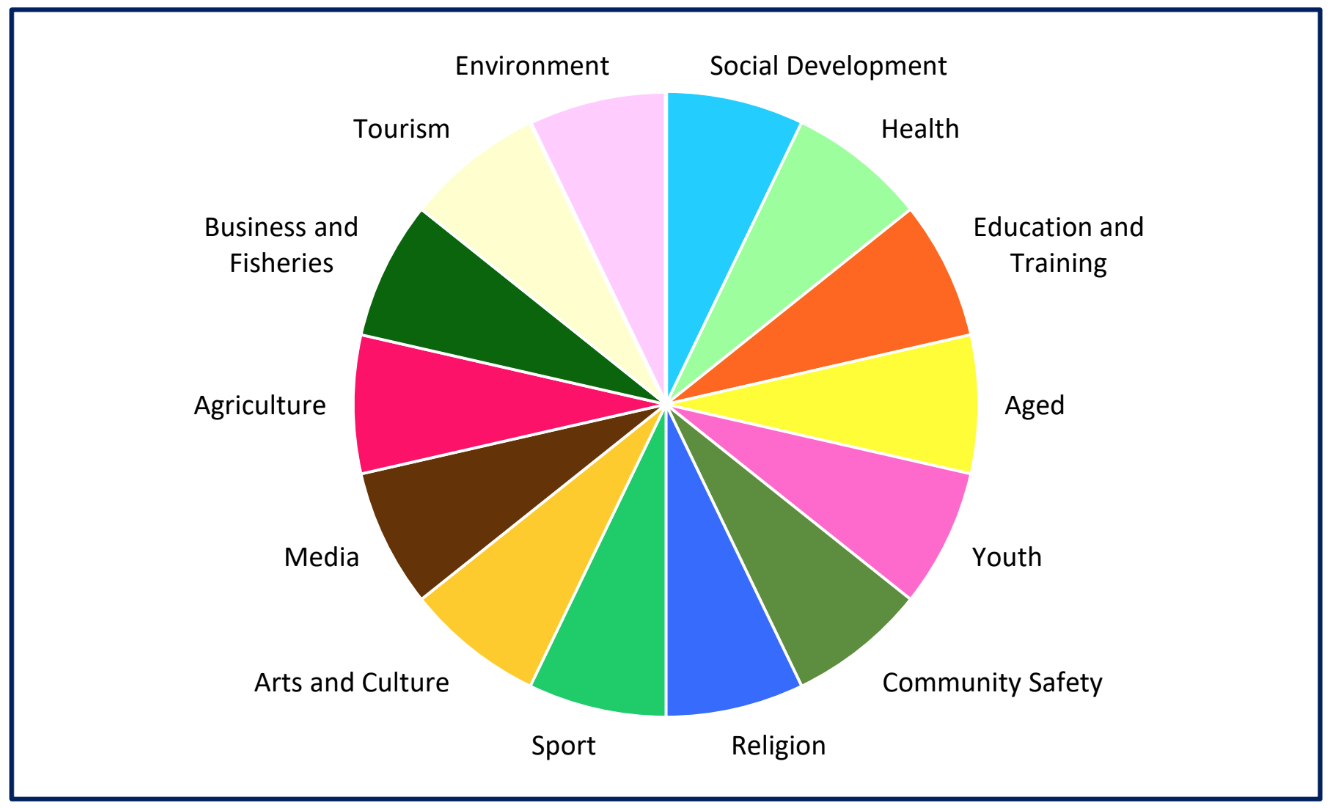 Environment
Social Development
Tourism
Health
Business and
Fisheries
Education and
Training
Agriculture
Aged
Media
Youth
Arts and Culture
Community Safety
Sport
Religion